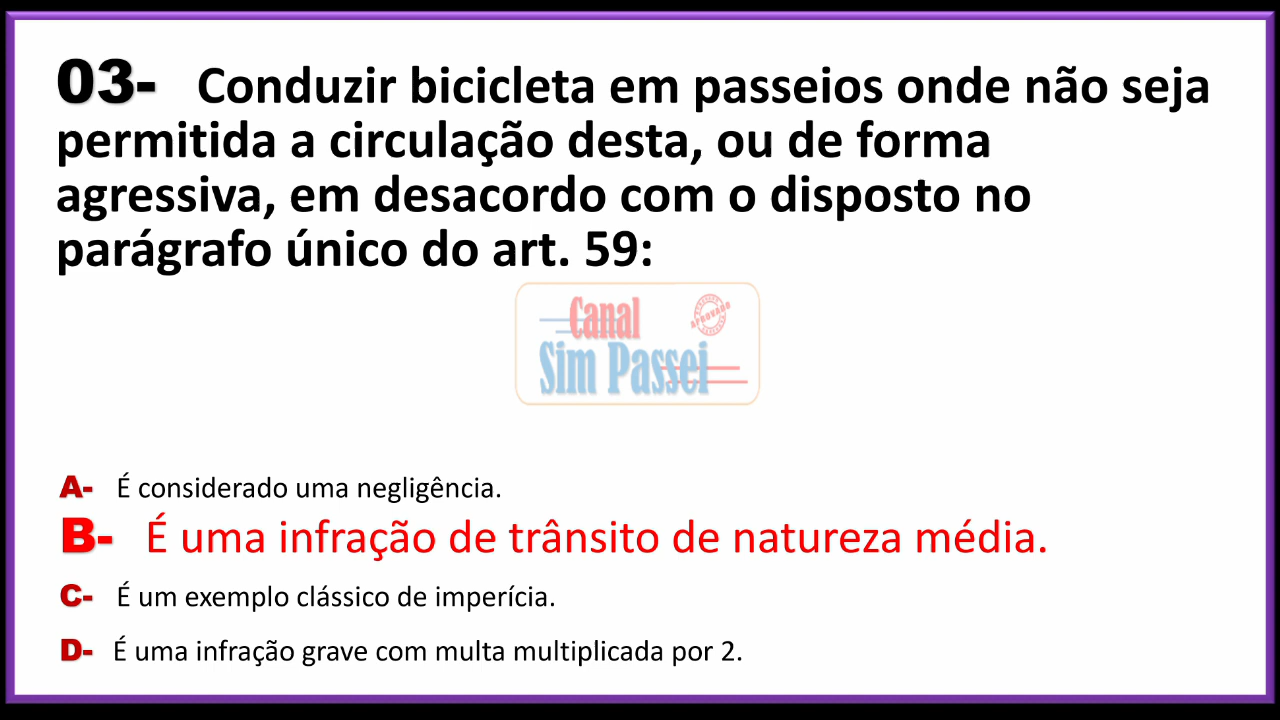 03- Conduzir bicicleta em passeios onde não seja
permitida a circulação desta, ou de forma
agressiva, em desacordo com o disposto no
parágrafo único do art. 59:
Canal
APROVADO
Sim Passei
A- É considerado uma negligência.
B- É uma infração de trânsito de natureza média.
C- É um exemplo clássico de imperícia.
D- É uma infração grave com multa multiplicada por 2.